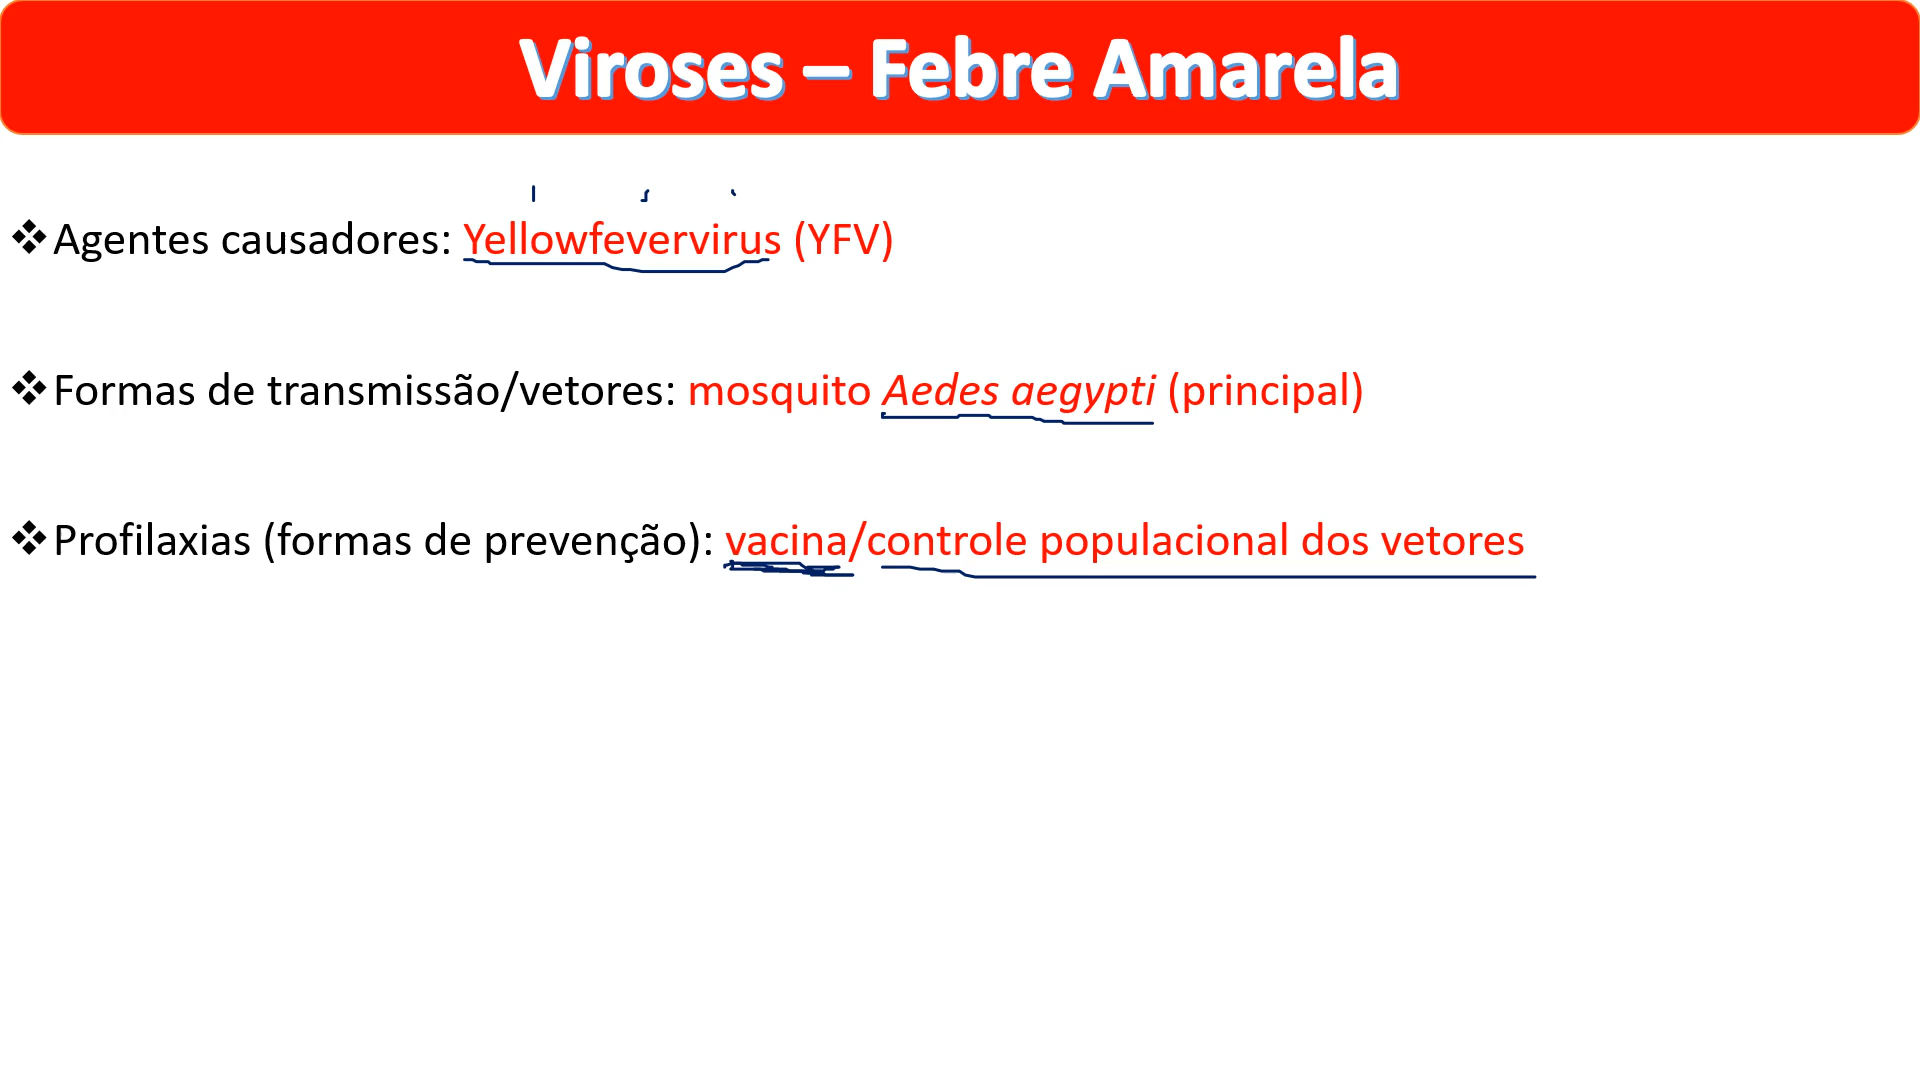 Viroses – Febre Amarela
❖Agentes causadores: Yellowfevervirus (YFV)
❖Formas de transmissão/vetores: mosquito Aedes aegypti (principal)
❖Profilaxias (formas de prevenção): vacina/controle populacional dos vetores